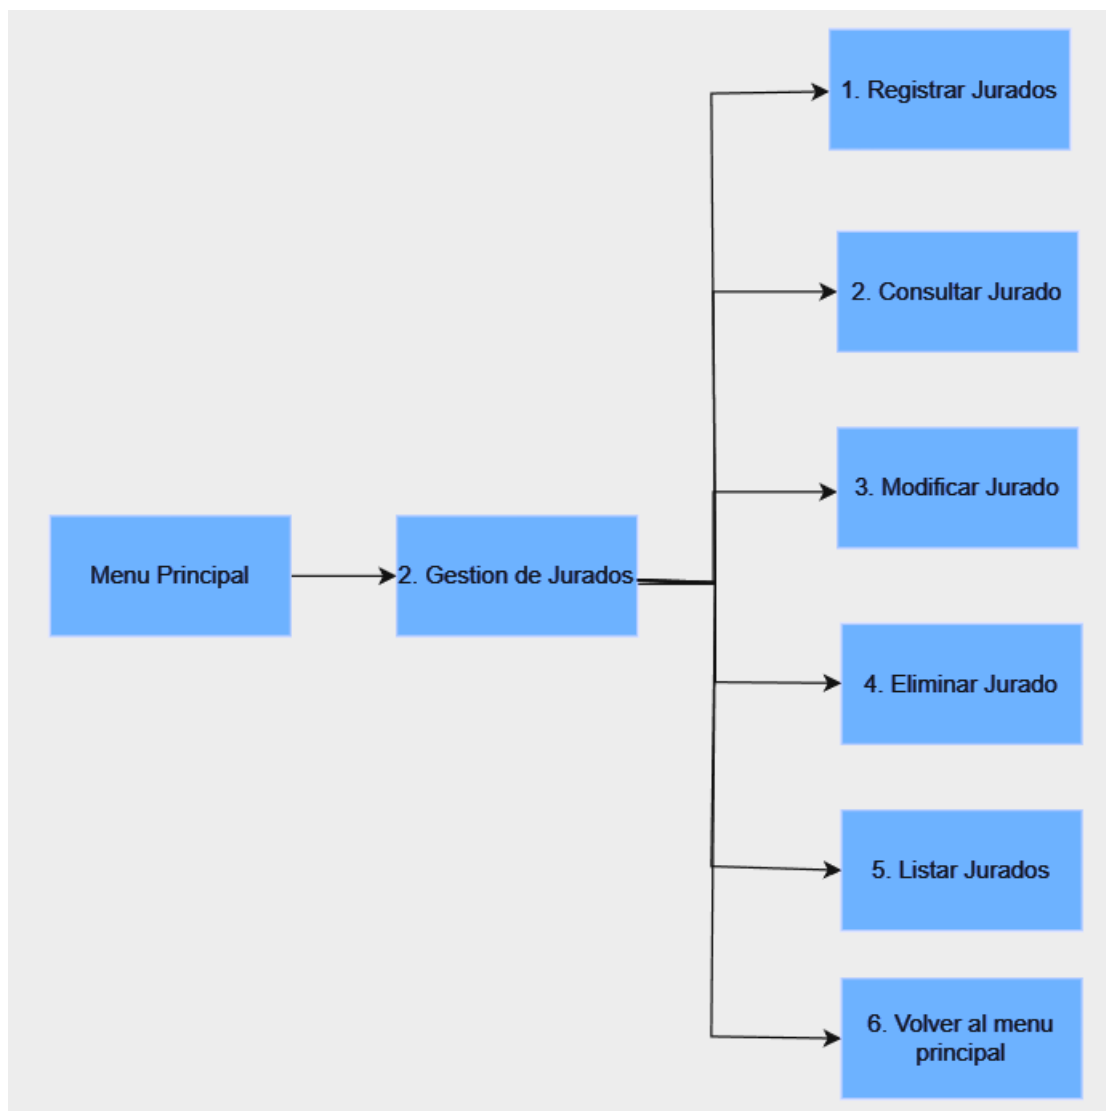 Menu Principal
2. Gestion de Jurados
1. Registrar Jurados
2. Consultar Jurado
3. Modificar Jurado
4. Eliminar Jurado
5. Listar Jurados
6. Volver al menu
principal